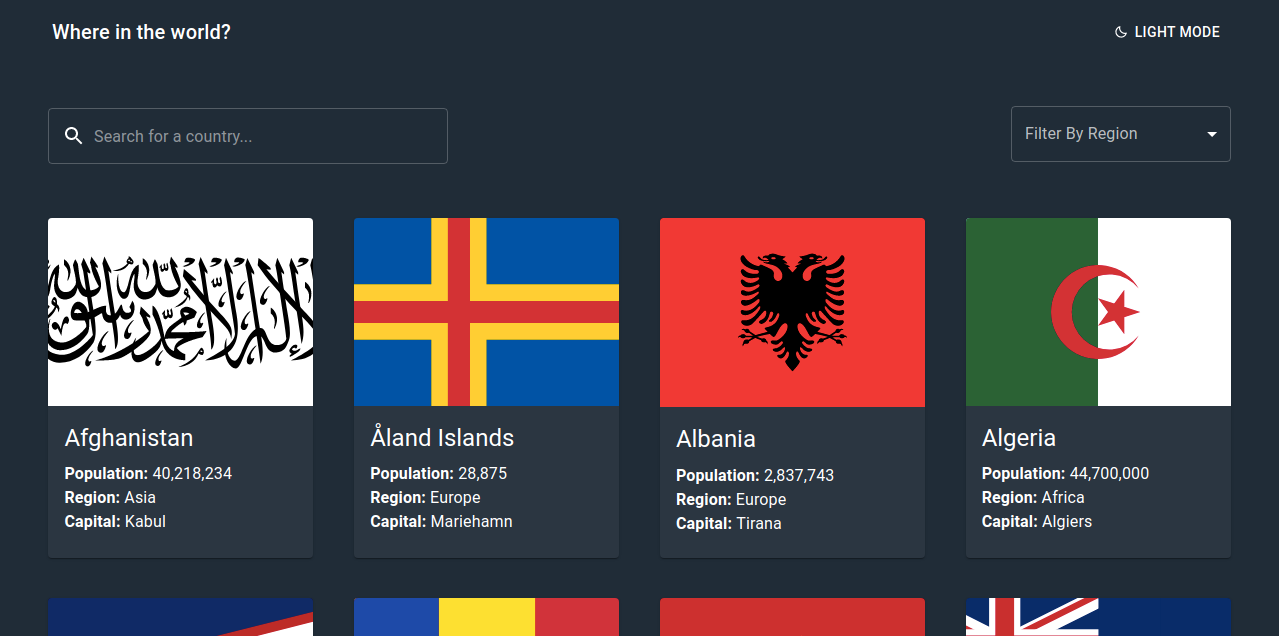 Where in the world?
LIGHT MODE
Search for a country...
Filter By Region
Afghanistan
Population: 40,218,234
Region: Asia
Capital: Kabul
Åland Islands
Population: 28,875
Region: Europe
Capital: Mariehamn
Albania
Population: 2,837,743
Region: Europe
Capital: Tirana
Algeria
Population: 44,700,000
Region: Africa
Capital: Algiers